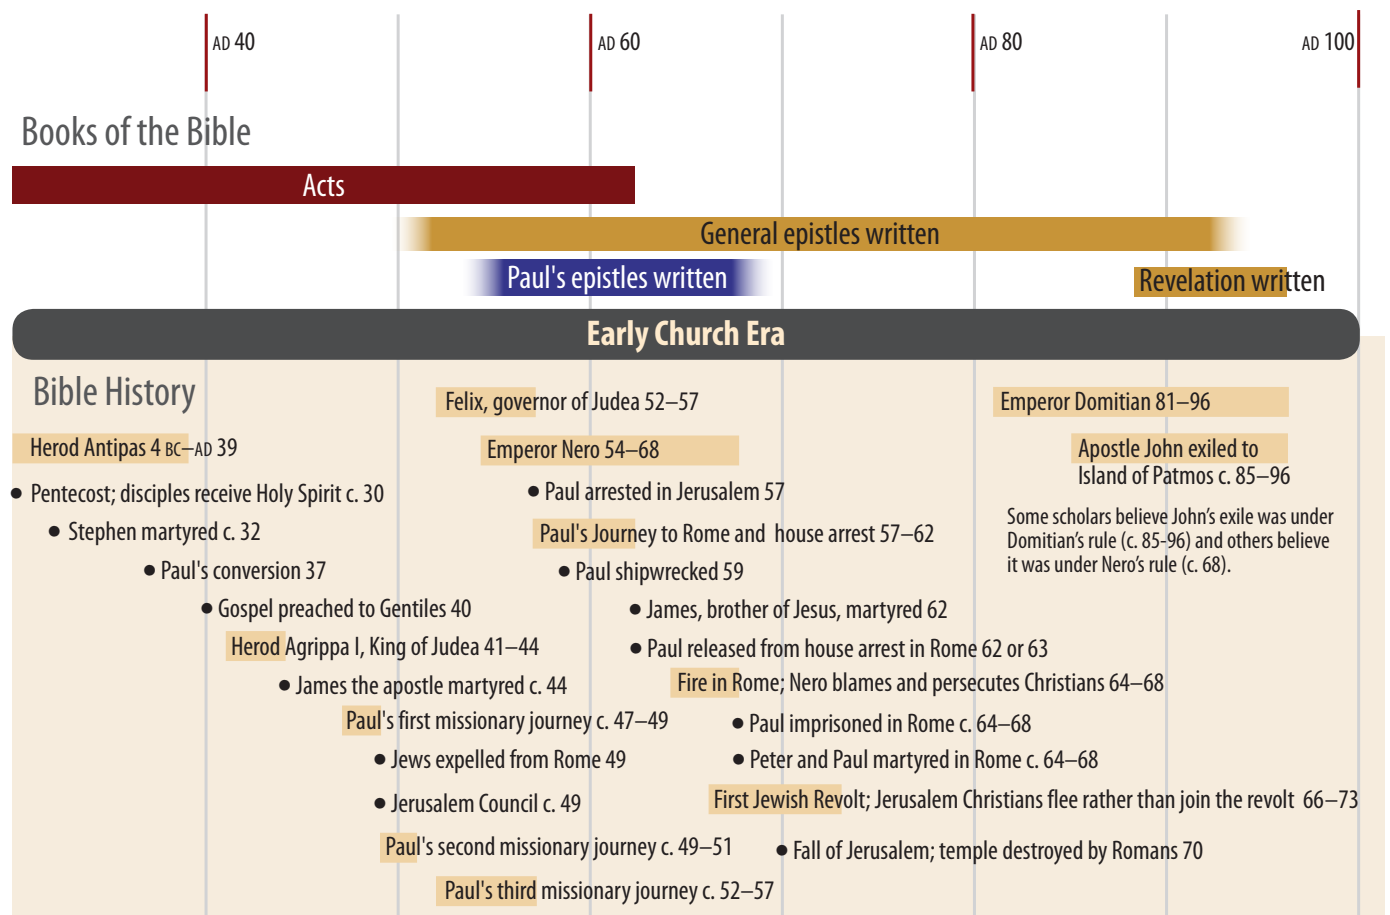 AD 40
AD 60
AD 80
AD 100
Books of the Bible
Acts
General epistles written
Paul's epistles written
Revelation written
Early Church Era
Bible History
Felix, governor of Judea 52–57
Emperor Domitian 81–96
Herod Antipas 4 BC–AD 39
Emperor Nero 54–68
Apostle John exiled to
Island of Patmos c. 85–96
Pentecost; disciples receive Holy Spirit c. 30
Paul arrested in Jerusalem 57
Some scholars believe John’s exile was under
Domitian’s rule (c. 85-96) and others believe
it was under Nero’s rule (c. 68).
Stephen martyred c. 32
Paul's Journey to Rome and house arrest 57–62
Paul's conversion 37
Paul shipwrecked 59
Gospel preached to Gentiles 40
James, brother of Jesus, martyred 62
Herod Agrippa I, King of Judea 41–44
Paul released from house arrest in Rome 62 or 63
James the apostle martyred c. 44
Fire in Rome; Nero blames and persecutes Christians 64–68
Paul's first missionary journey c. 47–49
Paul imprisoned in Rome c. 64–68
Jews expelled from Rome 49
Peter and Paul martyred in Rome c. 64–68
Jerusalem Council c. 49
First Jewish Revolt; Jerusalem Christians flee rather than join the revolt 66–73
Paul's second missionary journey c. 49–51
Fall of Jerusalem; temple destroyed by Romans 70
Paul's third missionary journey c. 52–57